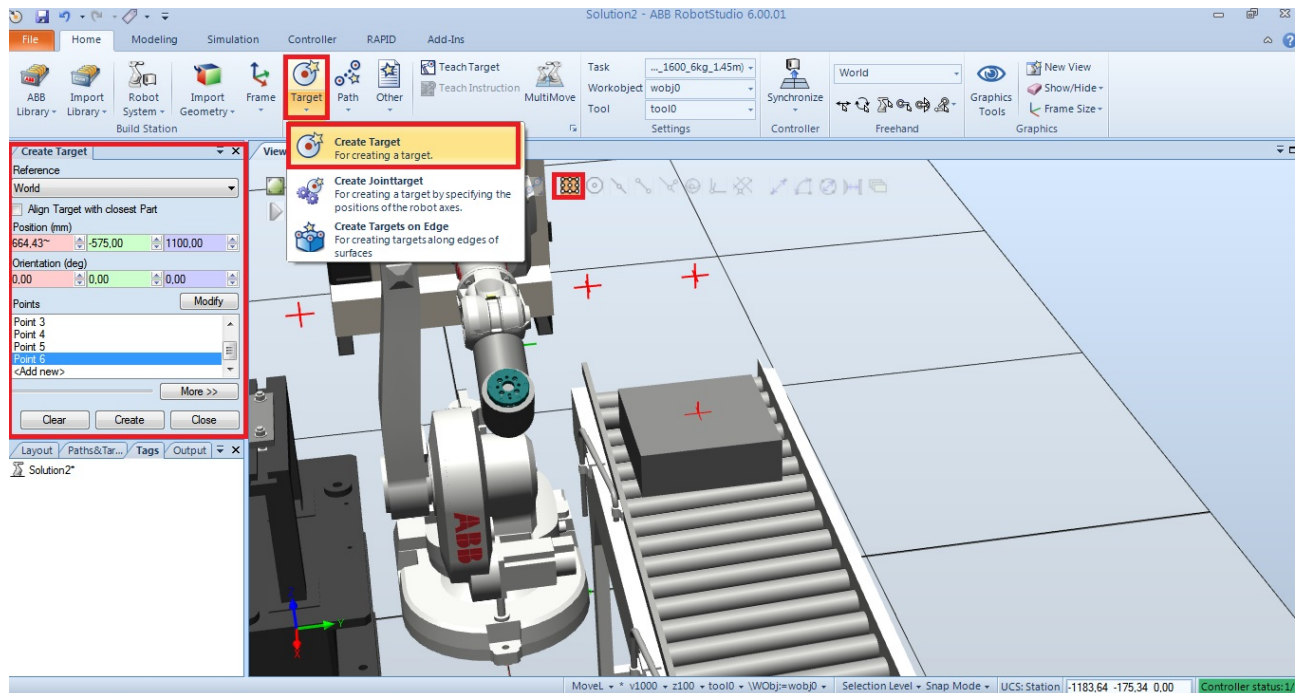 Solution2 - ABB RobotStudio 6.00.01
File Home Modeling Simulation Controller RAPID Add-Ins
ABB Library
Import Library
Robot System
Import Geometry
Frame
Target
Path
Other
Teach Target
Teach Instruction
MultiMove
Task ..._1600_6kg_1.45m)
Workobject wobj0
Tool tool0
Synchronize
World
Graphics Tools
New View
Show/Hide
Frame Size
Build Station
Settings
Controller
Freehand
Graphics
Create Target
For creating a target.
Create Jointtarget
For creating a target by specifying the
positions of the robot axes.
Create Targets on Edge
For creating targets along edges of
surfaces
Create Target
Reference
World
Align Target with closest Part
Position (mm)
664,43~ -575,00 1100,00
Orientation (deg)
0,00 0,00 0,00
Points Modify
Point 3
Point 4
Point 5
Point 6
<Add new>
More >>
Clear Create Close
Layout Paths&Tar... Tags Output
Solution2*
View
ABB
Y
X
MoveL * v1000 z100 tool0 \WObj:=wobj0 Selection Level Snap Mode UCS: Station -1183,64 -175,34 0,00 Controller status: 1/